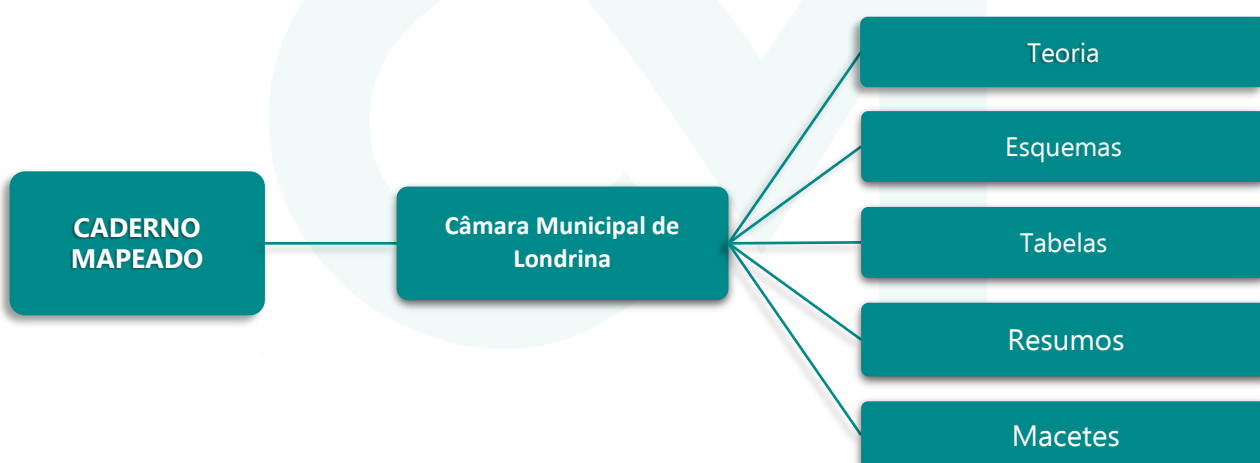 CADERNO
MAPEADO
Câmara Municipal de
Londrina
Teoria
Esquemas
Tabelas
Resumos
Macetes